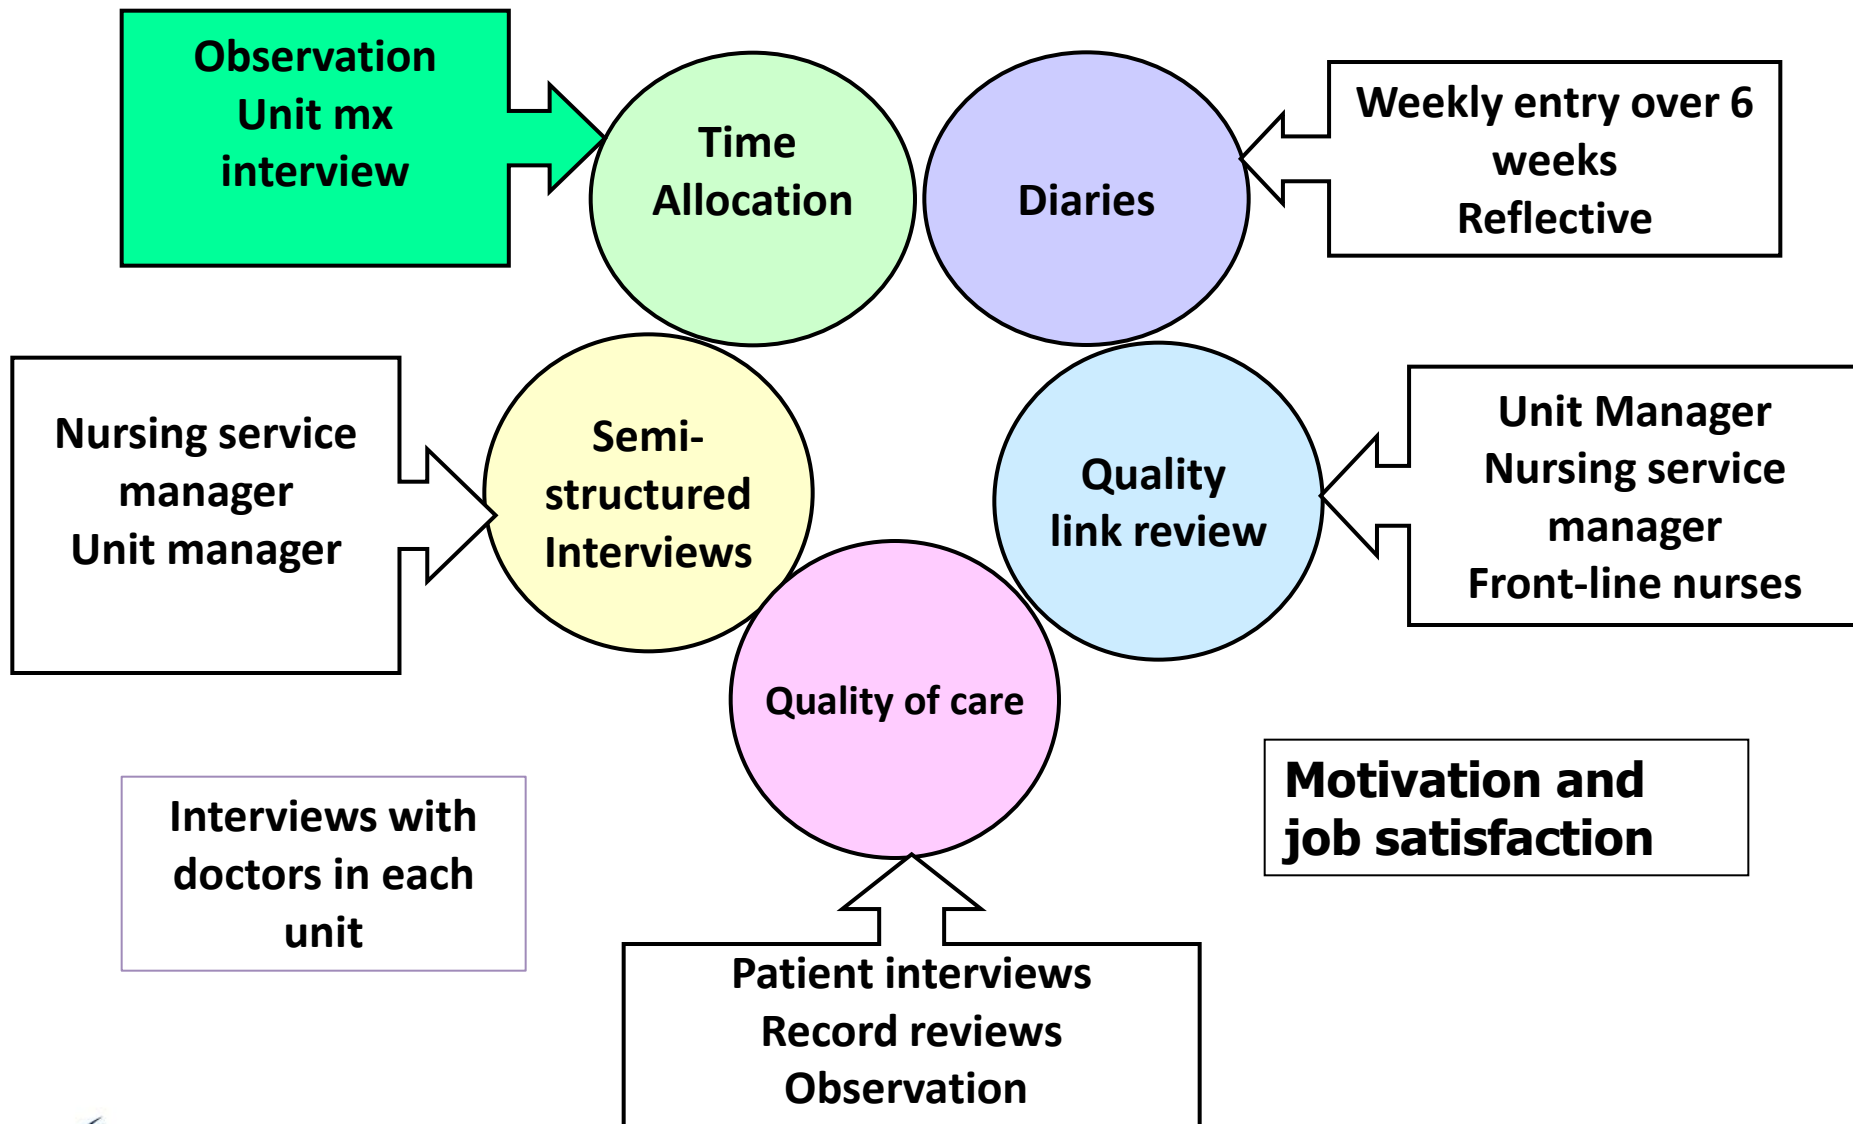 Observation
Unit mx
interview
Time
Allocation
Diaries
Weekly entry over 6
weeks
Reflective
Nursing service
manager
Unit manager
Semi-
structured
Interviews
Quality
link review
Unit Manager
Nursing service
manager
Front-line nurses
Quality of care
Interviews with
doctors in each
unit
Motivation and
job satisfaction
Patient interviews
Record reviews
Observation